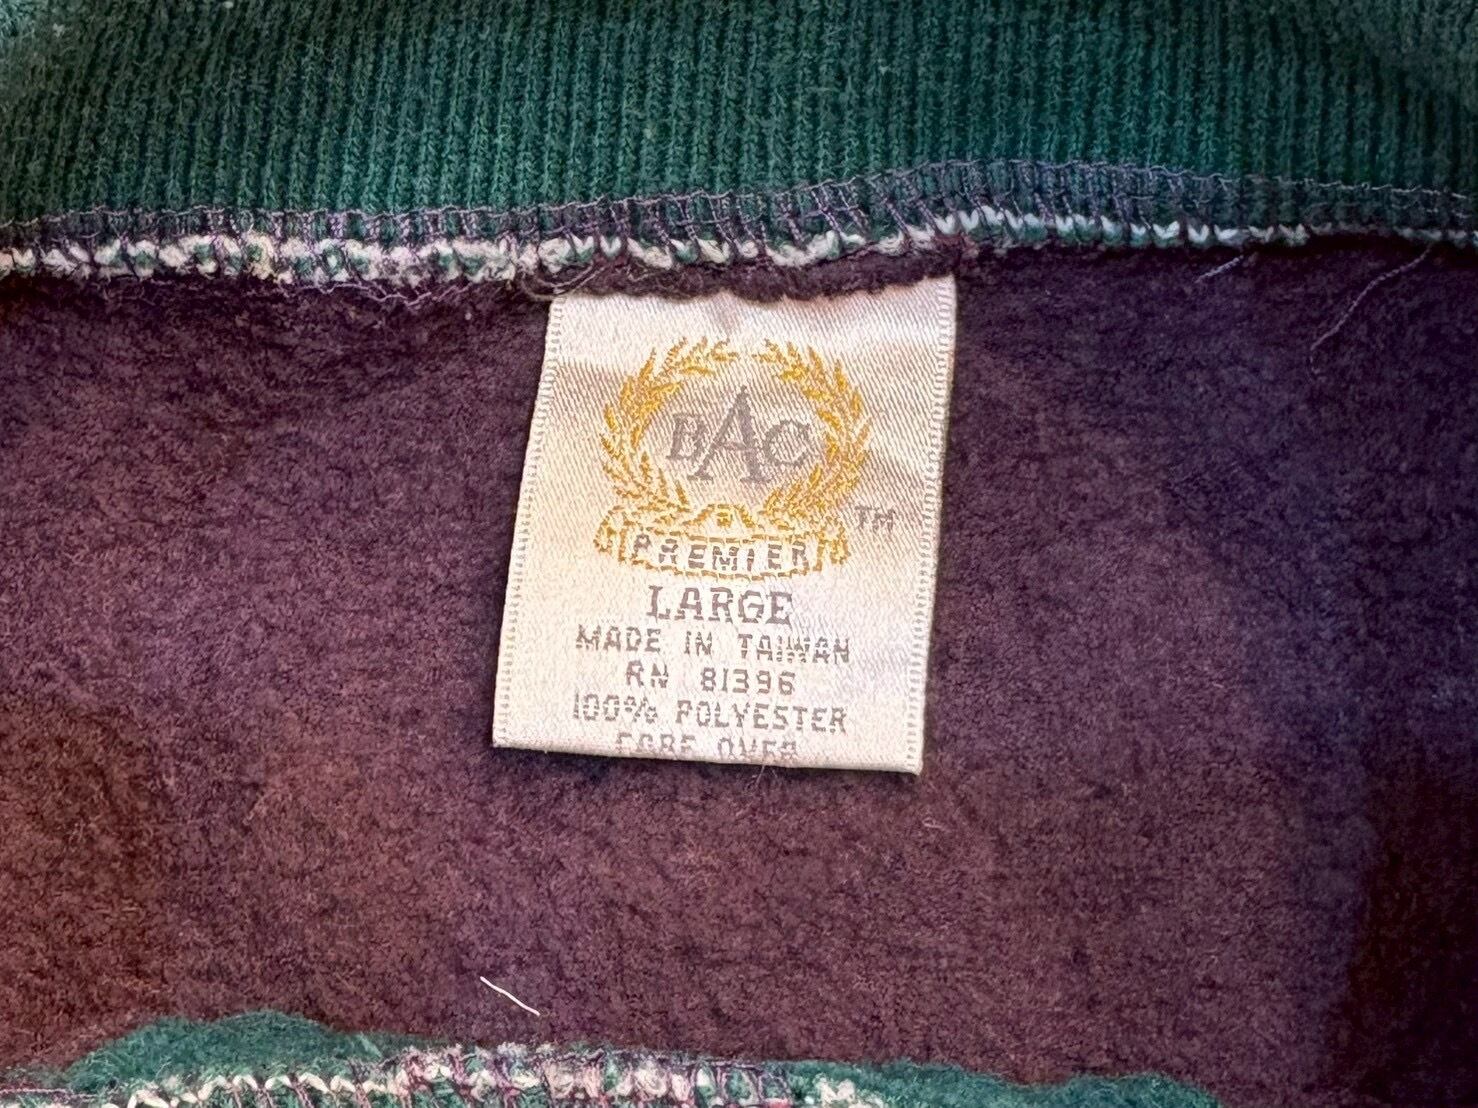 BAC
TM
PREMIER
LARGE
MADE IN TAIWAN
RN 81396
100% POLYESTER
CARE OVER